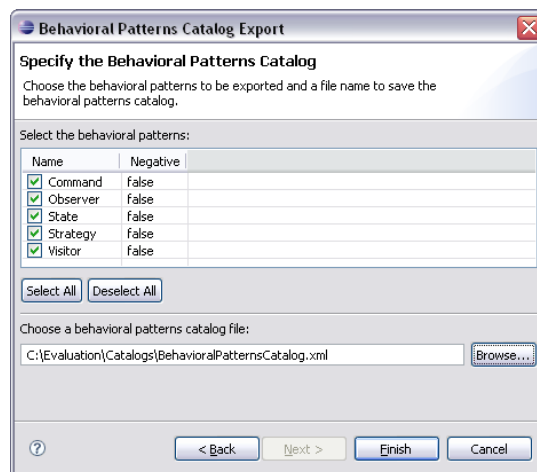 Behavioral Patterns Catalog Export
Specify the Behavioral Patterns Catalog
Choose the behavioral patterns to be exported and a file name to save the
behavioral patterns catalog.
Select the behavioral patterns:
Name Negative
Command false
Observer false
State false
Strategy false
Visitor false
Select All Deselect All
Choose a behavioral patterns catalog file:
C:\Evaluation\Catalogs\BehavioralPatternsCatalog.xml Browse...
< Back Next > Finish Cancel